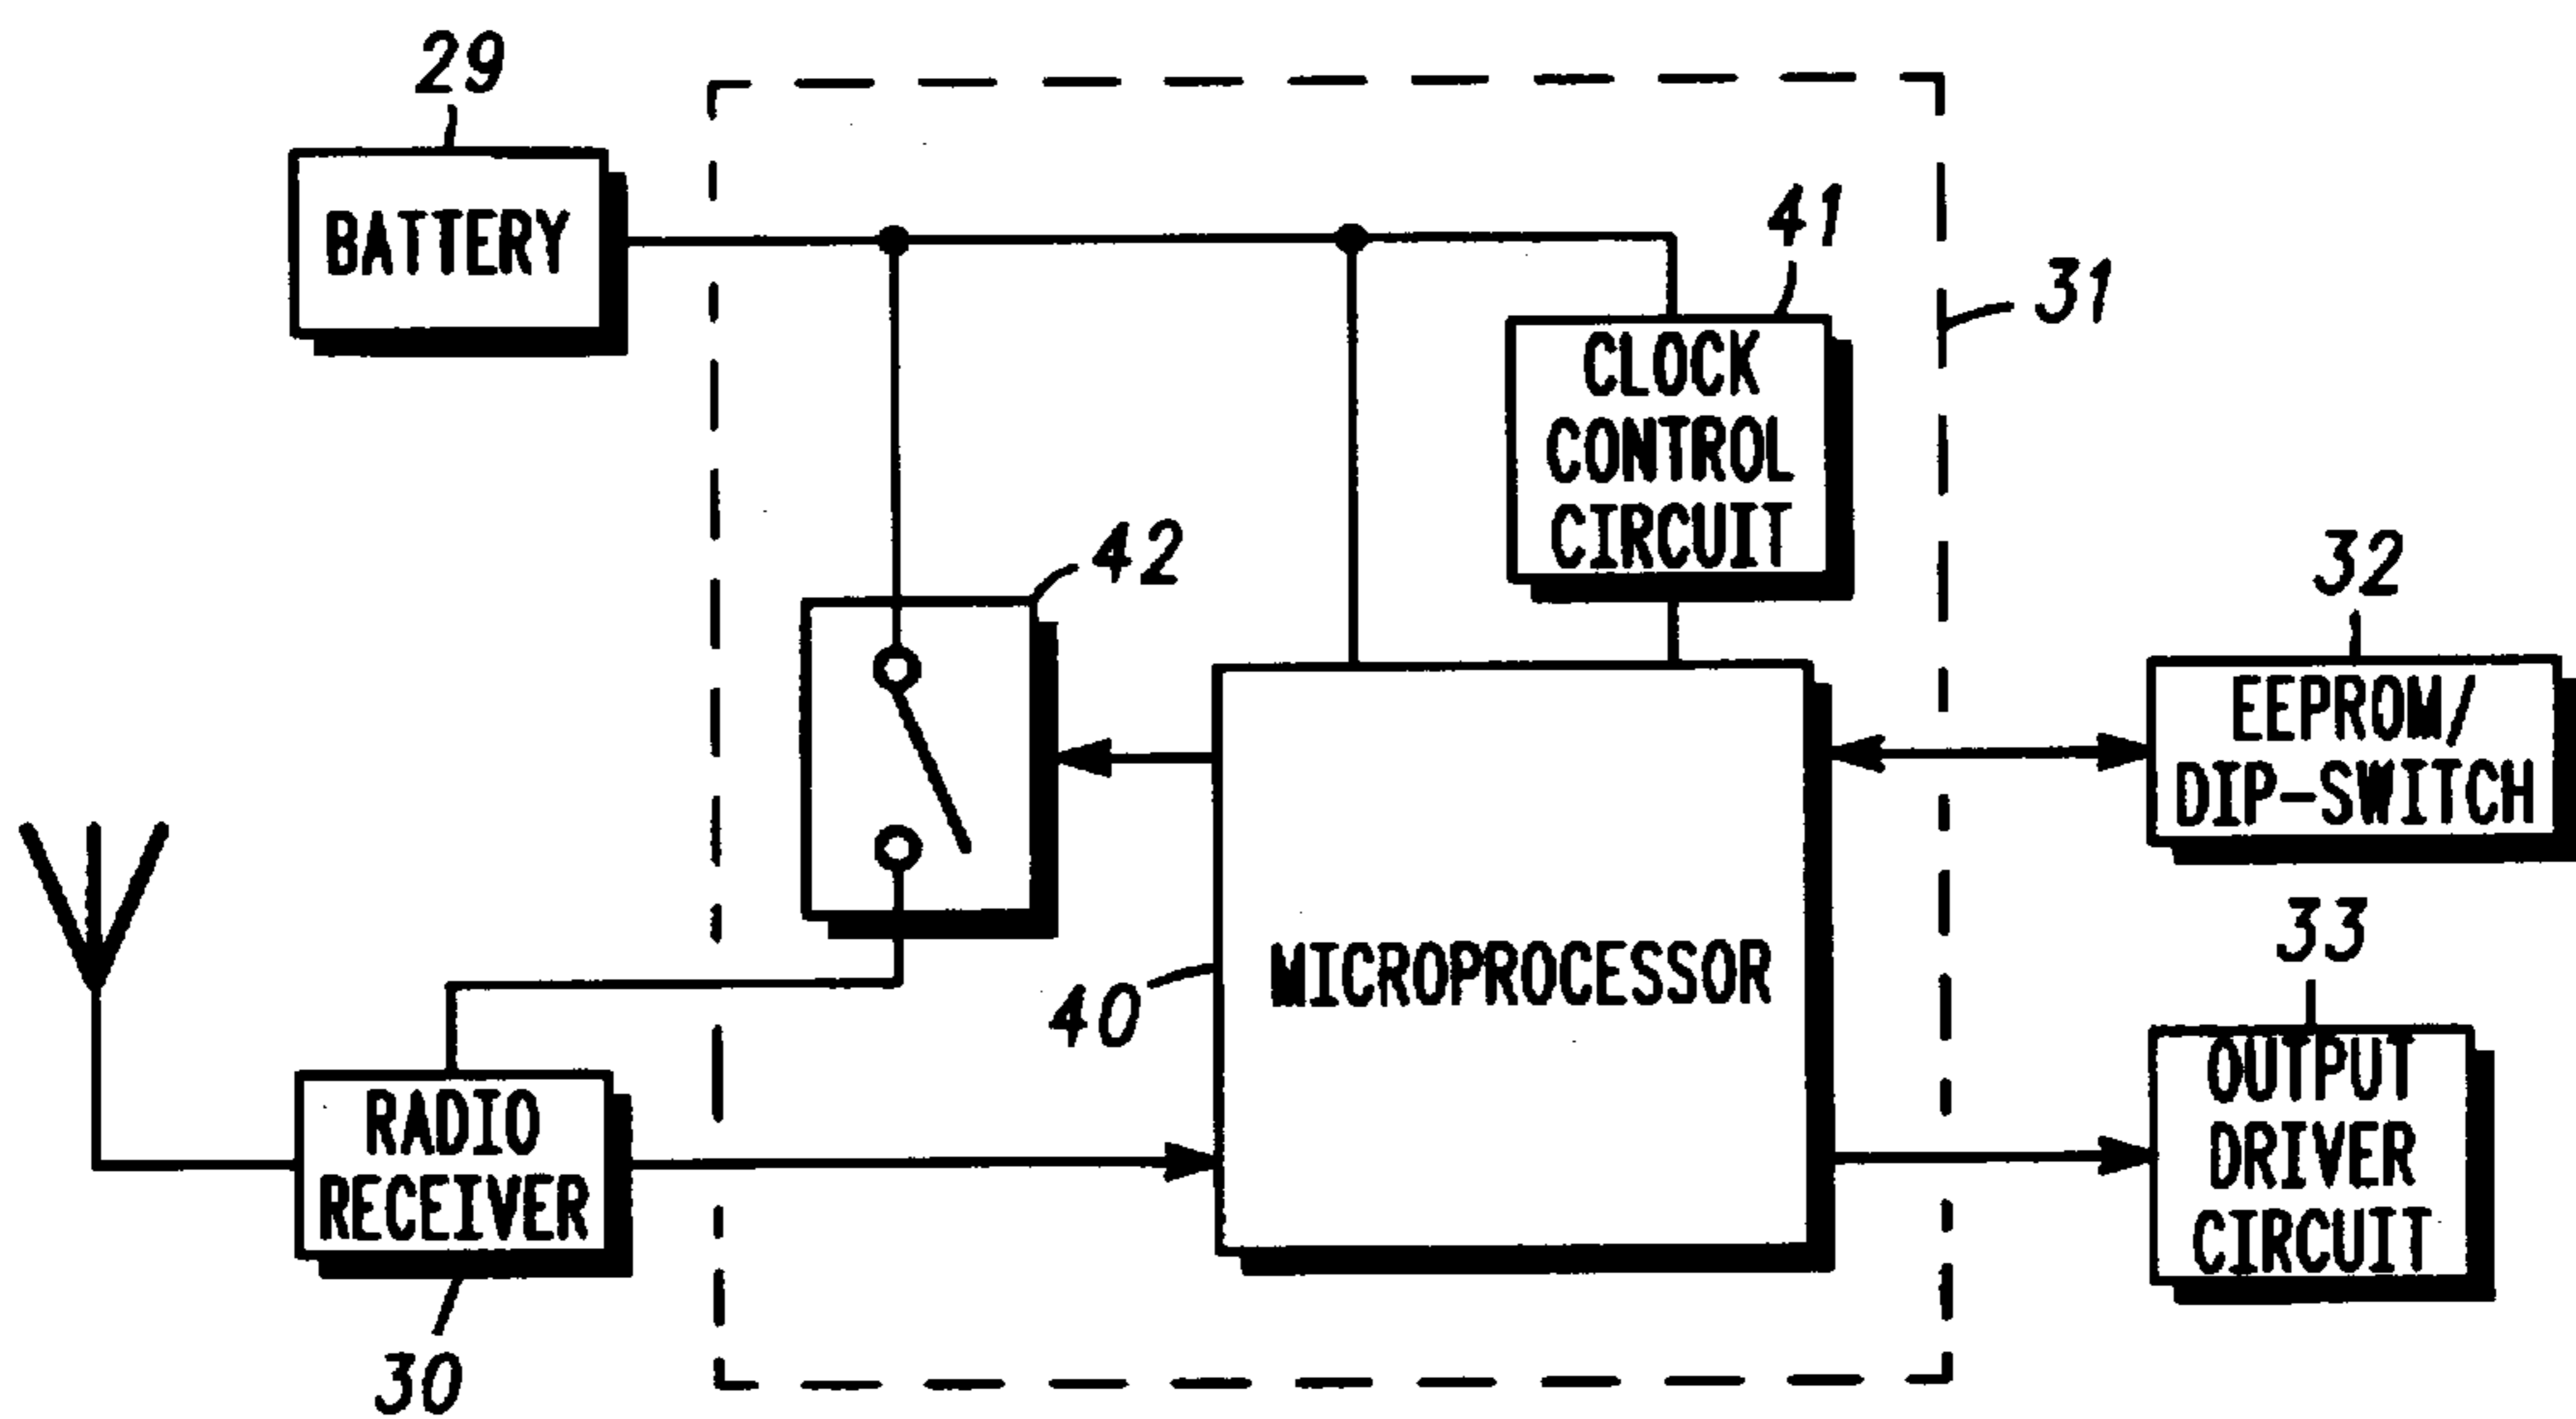 29
BATTERY
41
CLOCK
CONTROL
CIRCUIT
31
42
32
EEPROM/
DIP-SWITCH
40
MICROPROCESSOR
33
OUTPUT
DRIVER
CIRCUIT
RADIO
RECEIVER
30